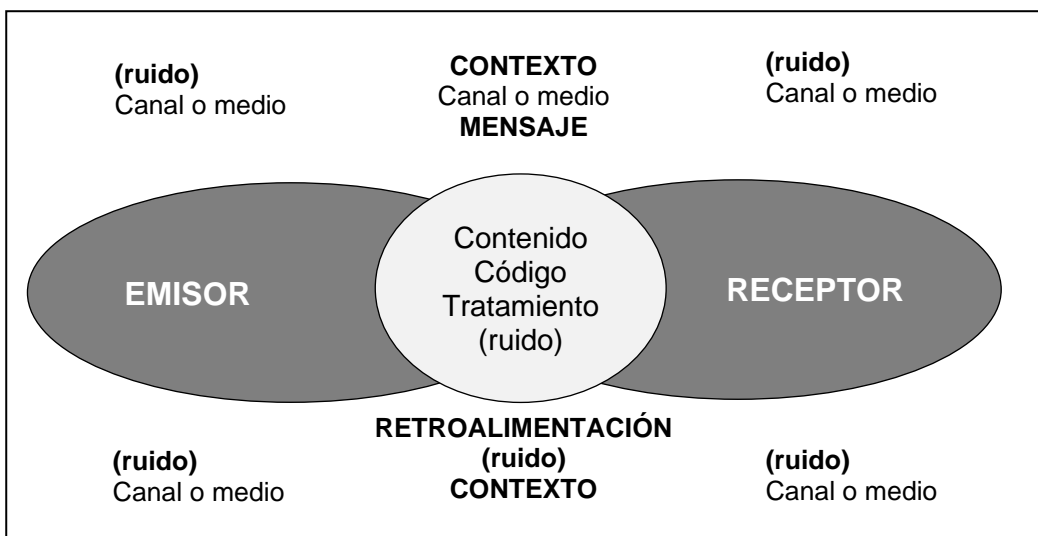 (ruido)
Canal o medio
CONTEXTO
Canal o medio
MENSAJE
(ruido)
Canal o medio
EMISOR
Contenido
Código
Tratamiento
(ruido)
RECEPTOR
(ruido)
Canal o medio
RETROALIMENTACIÓN
(ruido)
CONTEXTO
(ruido)
Canal o medio